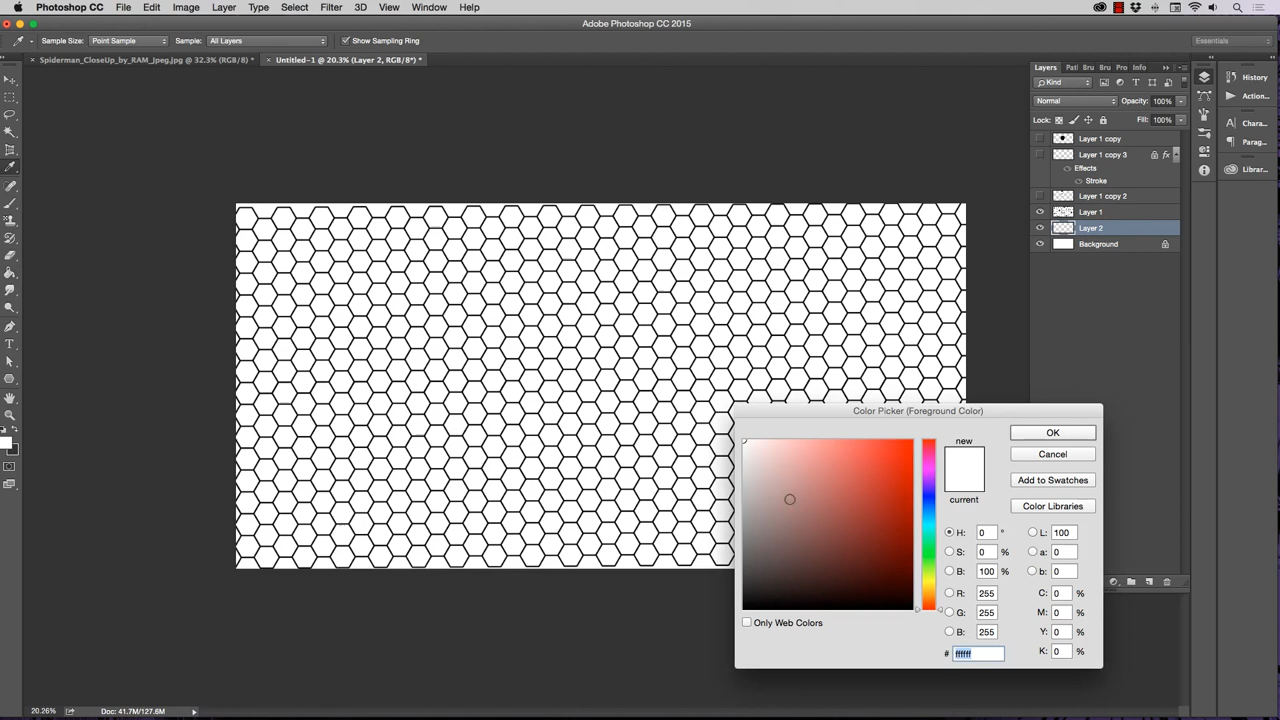 Photoshop CC File Edit Image Layer Type Select Filter 3D View Window Help
Adobe Photoshop CC 2015
Sample Size: Point Sample Sample: All Layers Show Sampling Ring Essentials
Spiderman_CloseUp_by_RAM_Jpeg.jpg @ 32.3% (RGB/8) * Untitled-1 @ 20.3% (Layer 2, RGB/8*) *
Layers Patl Bru Bru Pro Info
Kind
Normal Opacity: 100%
Lock: Fill: 100%
Layer 1 copy
Layer 1 copy 3 fx
Effects
Stroke
Layer 1 copy 2
Layer 1
Layer 2
Background
History
Action...
Chara...
Parag...
Librar...
Color Picker (Foreground Color)
new
current
OK
Cancel
Add to Swatches
Color Libraries
H: 0 ° L: 100
S: 0 % a: 0
B: 100 % b: 0
R: 255 C: 0 %
G: 255 M: 0 %
B: 255 Y: 0 %
# ffffff K: 0 %
Only Web Colors
20.26% Doc: 41.7M/127.6M